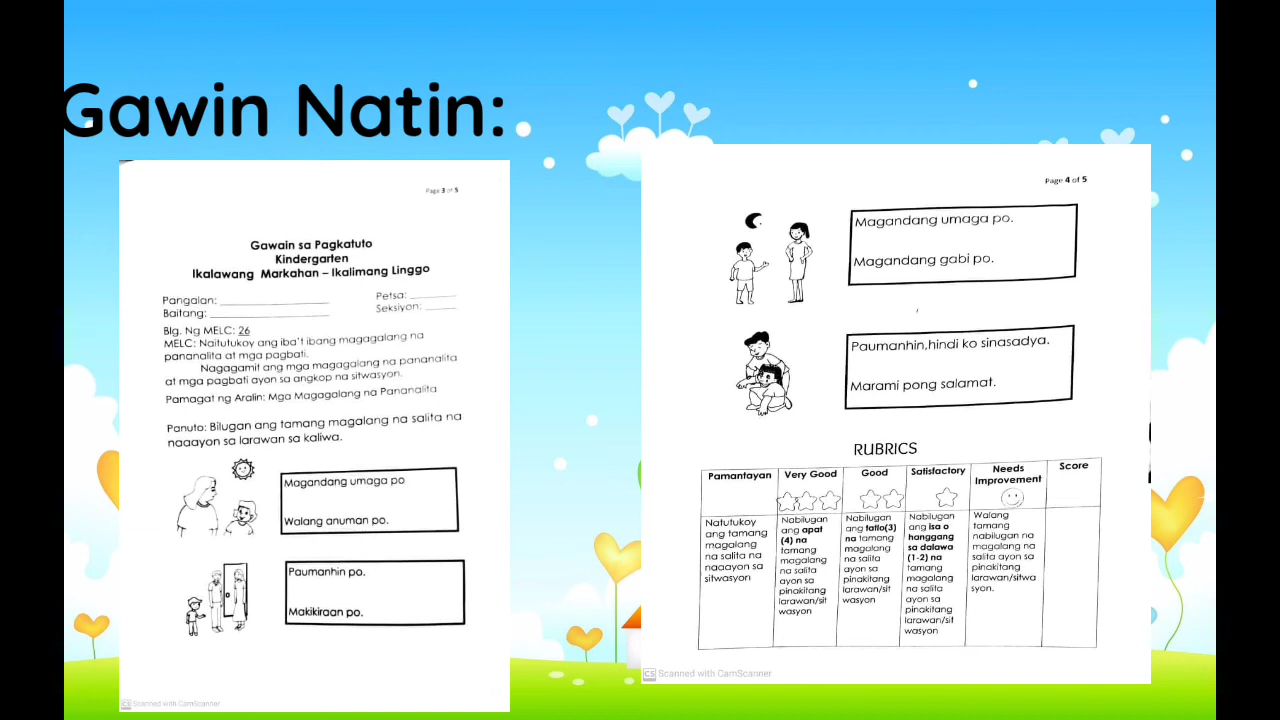 Gawin Natin:
Page 3 of 5
Gawain sa Pagkatuto
Kindergarten
Ikalawang Markahan – Ikalimang Linggo
Pangalan: ____________ Petsa: ______
Baitang: ____________ Seksiyon: _____
Blg. Ng MELC: 26
MELC: Naitutukoy ang iba't ibang magagalang na
pananalita at mga pagbati.
Nagagamit ang mga magagalang na pananalita
at mga pagbati ayon sa angkop na sitwasyon.
Pamagat ng Aralin: Mga Magagalang na Pananalita
Panuto: Bilugan ang tamang magalang na salita na
naaayon sa larawan sa kaliwa.
Magandang umaga po
Walang anuman po.
Paumanhin po.
Makikiraan po.
CS Scanned with CamScanner
Page 4 of 5
Magandang umaga po.
Magandang gabi po.
Paumanhin,hindi ko sinasadya.
Marami pong salamat.
RUBRICS
Pamantayan
Very Good
Good
Satisfactory
Needs
Improvement
Score
Natutukoy
ang tamang
magalang
na salita na
naaayon sa
sitwasyon
Nabilugan
ang apat
(4) na
tamang
magalang
na salita
ayon sa
pinakitang
larawan/sit
wasyon
Nabilugan
ang tatlo(3)
na tamang
magalang
na salita
ayon sa
pinakitang
larawan/sit
wasyon
Nabilugan
ang isa o
hanggang
sa dalawa
(1-2) na
tamang
magalang
na salita
ayon sa
pinakitang
larawan/sit
wasyon
Walang
tamang
nabilugan na
magalang na
salita ayon sa
pinakitang
larawan/sitwa
syon.
CS Scanned with CamScanner